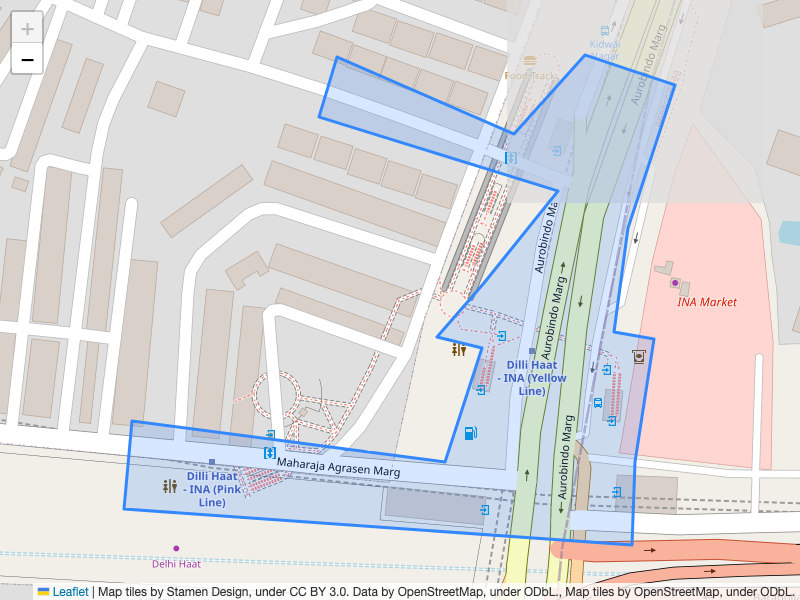 +
−
Kidwai
Nagar
Food Track
Aurobindo Marg
Aurobindo Ma
Aurobindo Marg
INA Market
Dilli Haat
- INA (Yellow
Line)
Aurobindo Marg
Maharaja Agrasen Marg
Dilli Haat
- INA (Pink
Line)
Delhi Haat
Leaflet | Map tiles by Stamen Design, under CC BY 3.0. Data by OpenStreetMap, under ODbL., Map tiles by OpenStreetMap, under ODbL.